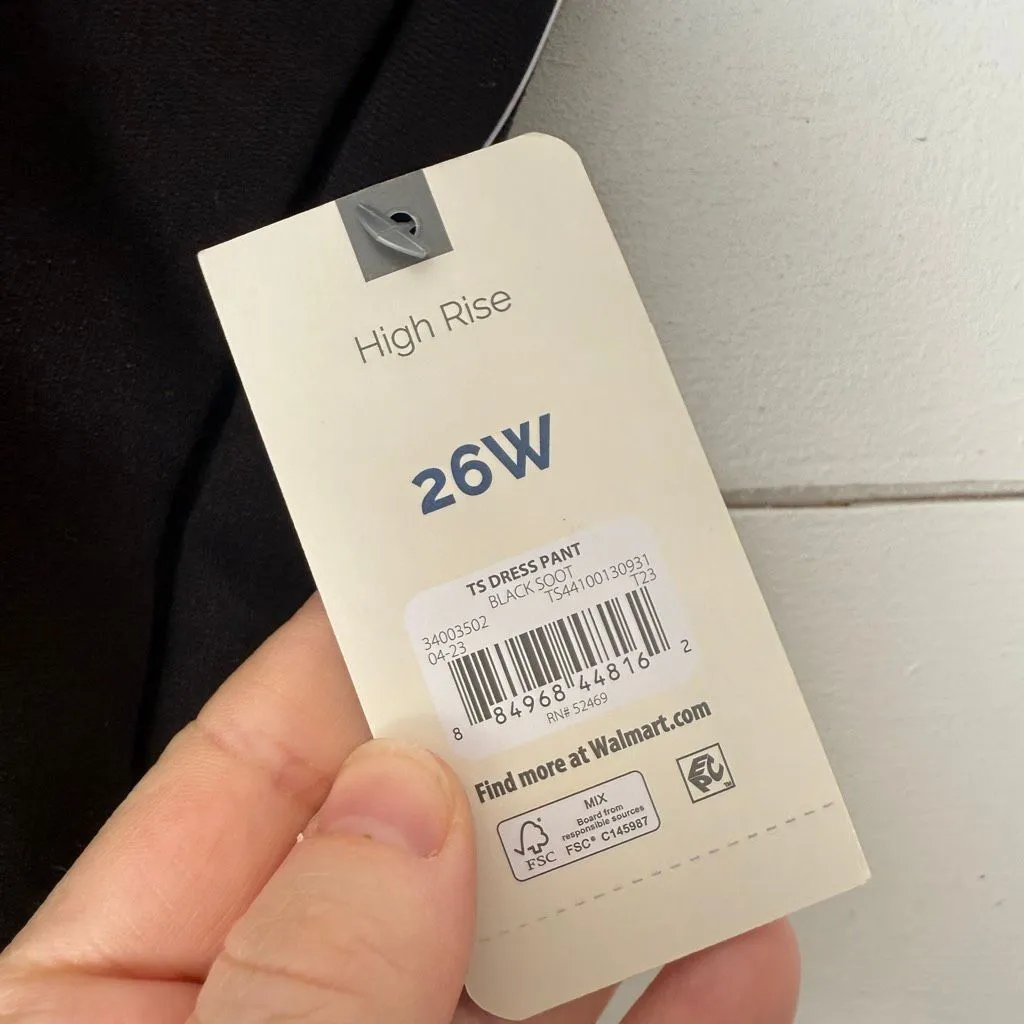 High Rise
26W
TS DRESS PANT
BLACK SOOT
TS44100130931
34003502
T23
04-23
8 84968 44816 2
RN# 52469
Find more at Walmart.com
MIX
Board from
responsible sources
FSC® C145987
FSC
EPC™